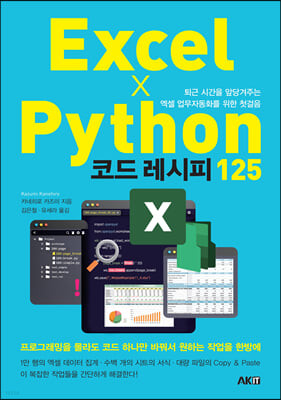 Excel
×
Python
퇴근 시간을 앞당겨주는
엑셀 업무자동화를 위한 첫걸음
코드 레시피 125
Kazumi Kanehiro
카네히로 카즈미 지음
김은철·유세라 옮김
X
프로그래밍을 몰라도 코드 하나만 바꿔서 원하는 작업을 한방에
1만 행의 엑셀 데이터 집계·수백 개의 시트의 서식·대량 파일의 Copy & Paste
이 복잡한 작업들을 간단하게 해결한다!
AK IT